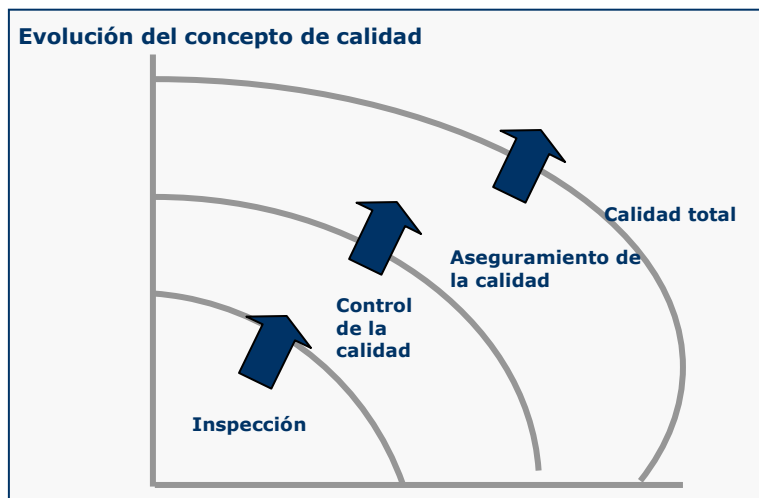 Evolución del concepto de calidad
Calidad total
Aseguramiento de
la calidad
Control
de la
calidad
Inspección